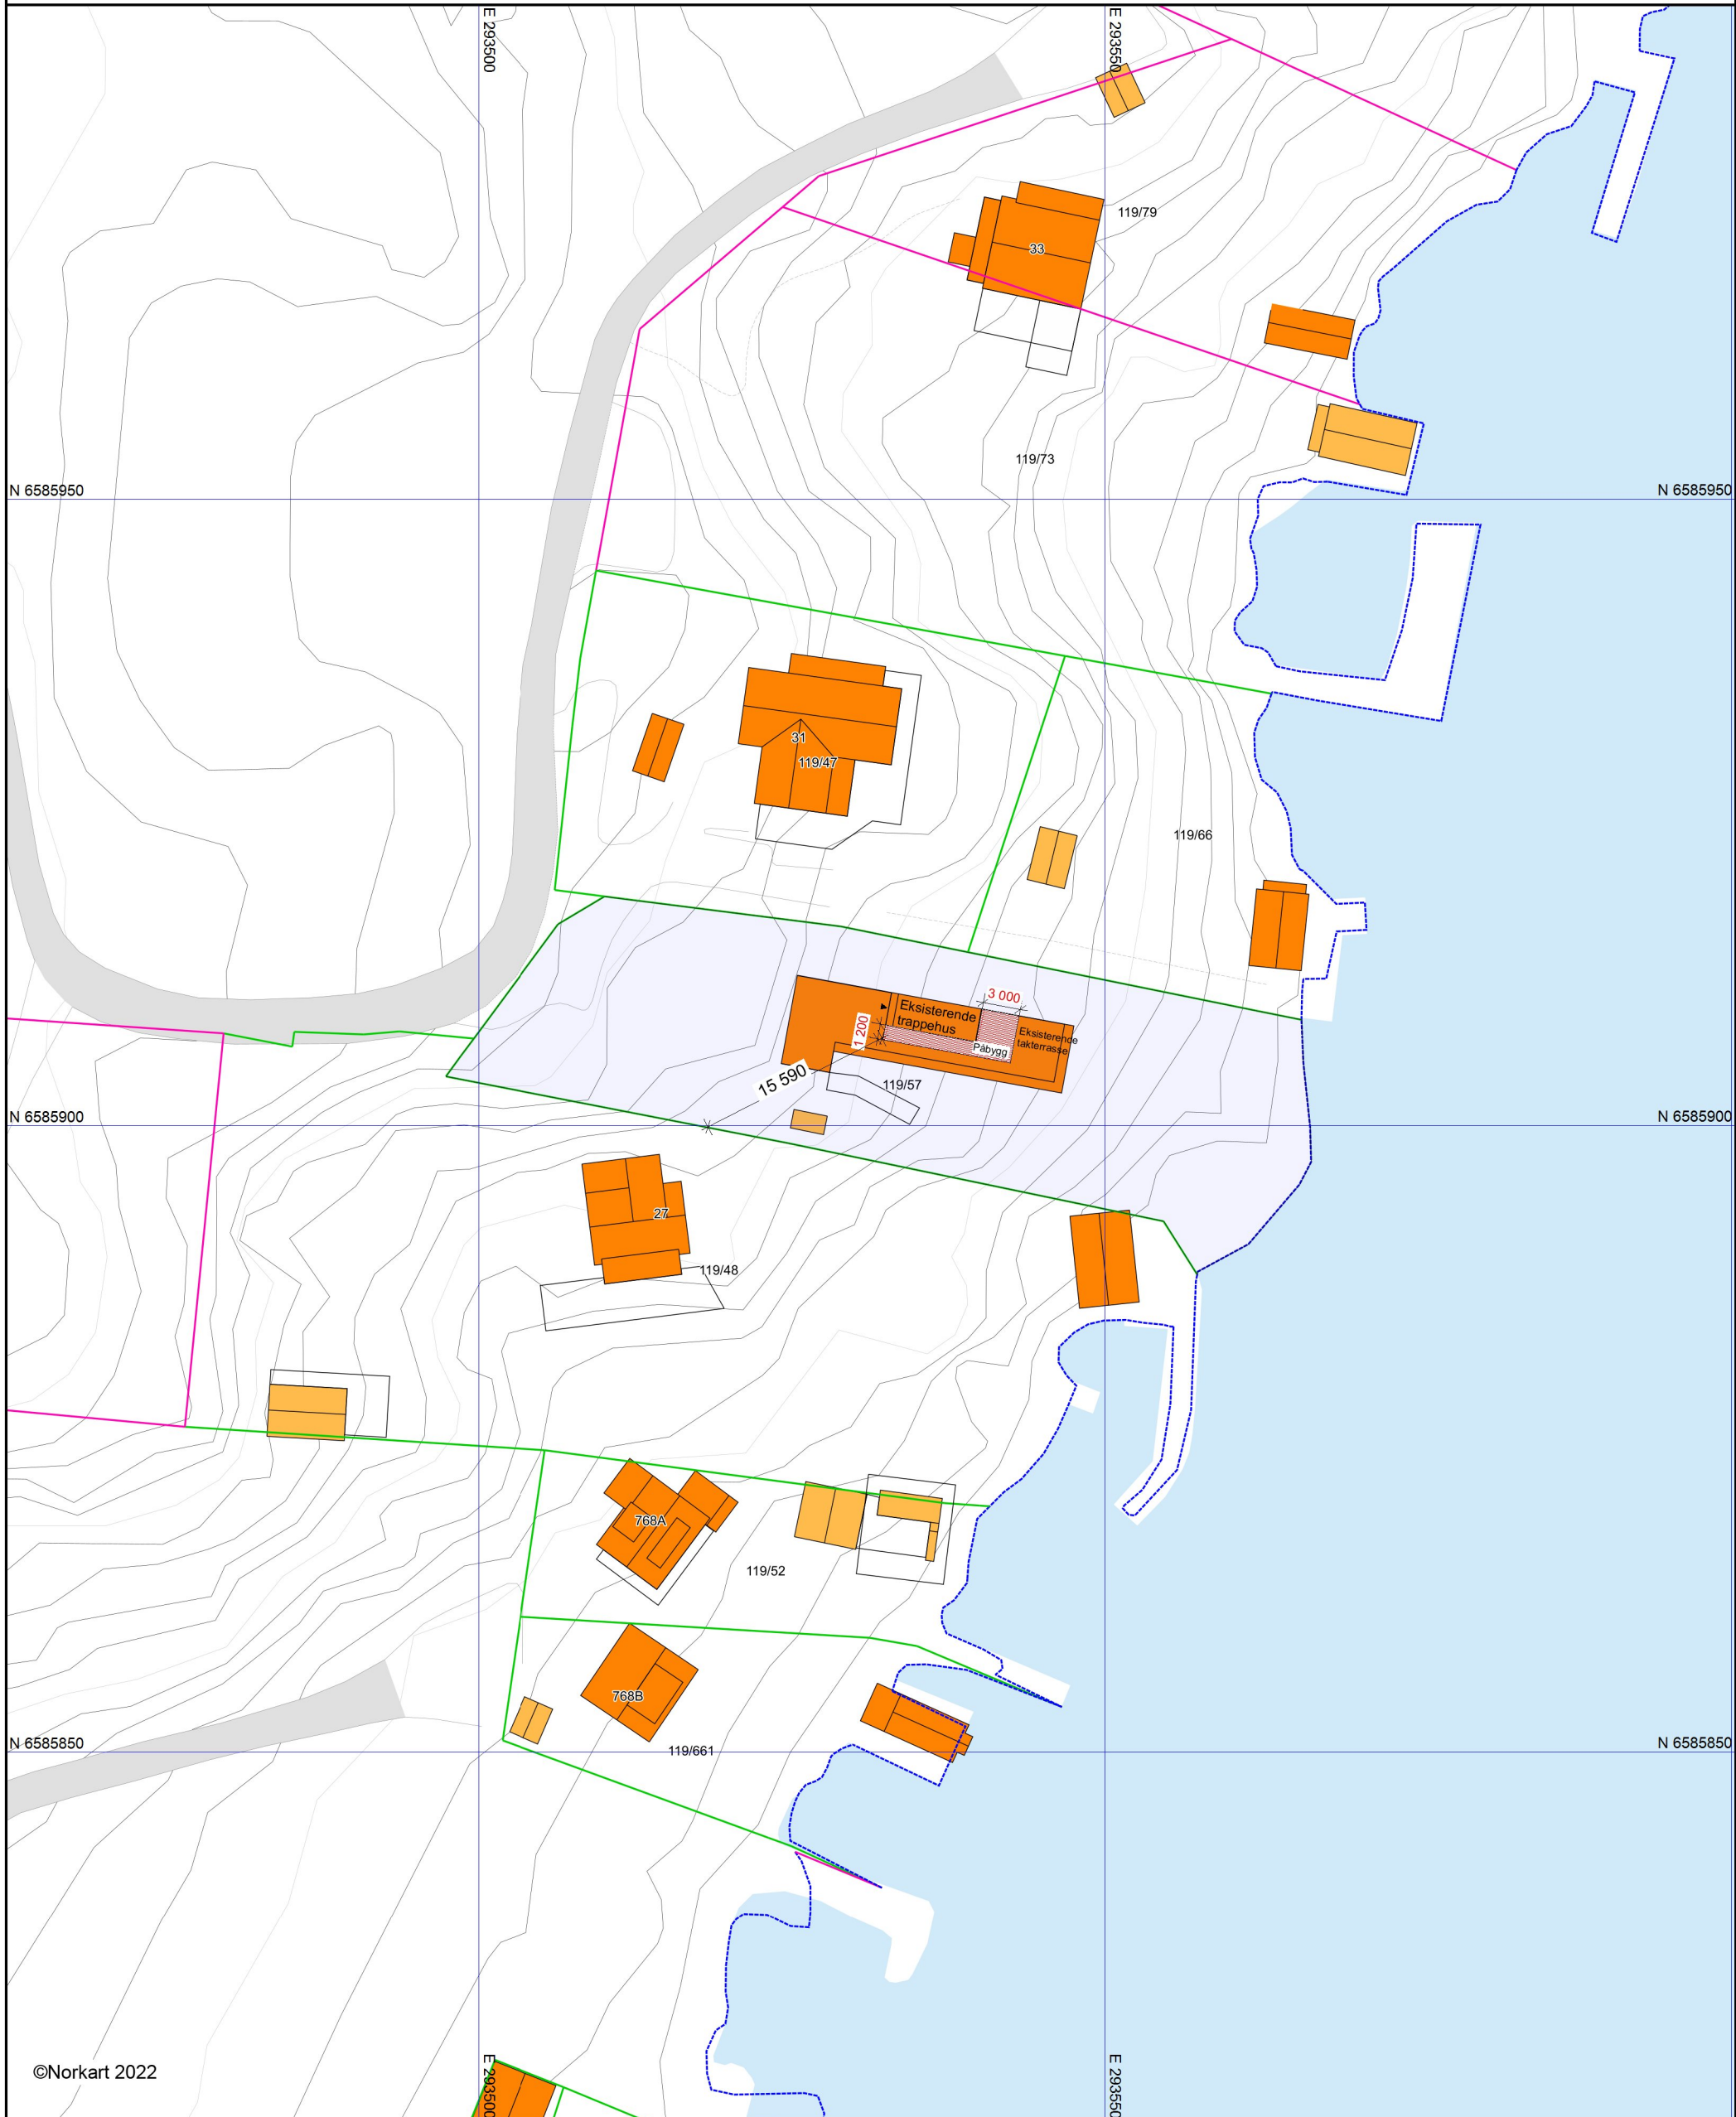 E 293500
E 293550
119/79
33
119/73
N 6585950
N 6585950
31
119/47
119/66
3 000
Eksisterende
trappehus
1 200
Eksisterende
takterrasse
Påbygg
15 590
119/57
N 6585900
N 6585900
27
119/48
768A
119/52
768B
119/661
N 6585850
N 6585850
©Norkart 2022
E 293500
E 293550